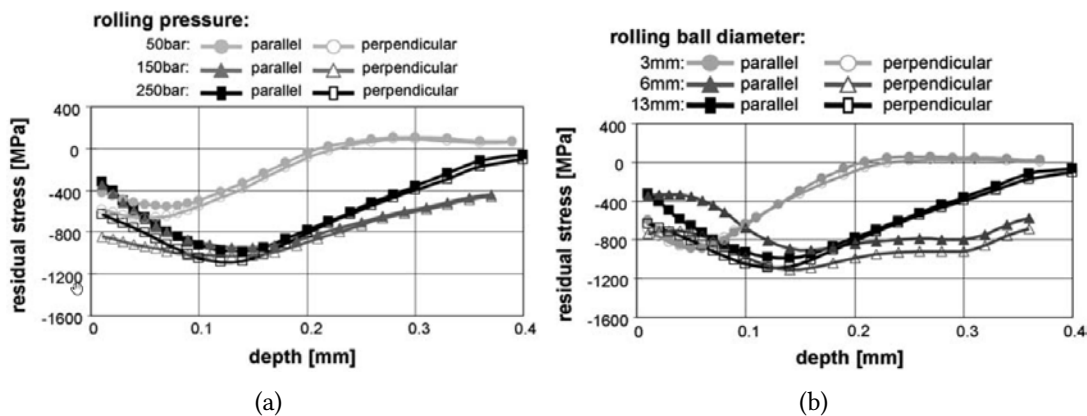 rolling pressure:
50bar: parallel perpendicular
150bar: parallel perpendicular
250bar: parallel perpendicular
400
0
-400
-800
-1200
-1600
residual stress [MPa]
0 0.1 0.2 0.3 0.4
depth [mm]
(a)
rolling ball diameter:
3mm: parallel perpendicular
6mm: parallel perpendicular
13mm: parallel perpendicular
400
0
-400
-800
-1200
-1600
residual stress [MPa]
0 0.1 0.2 0.3 0.4
depth [mm]
(b)